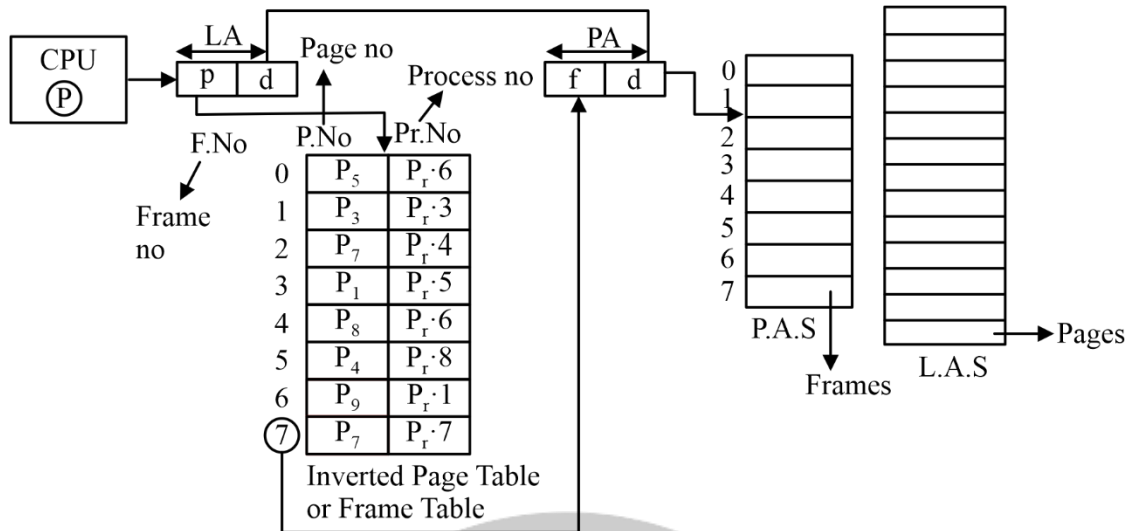 CPU
P
LA
p d
Page no
Process no
PA
f d
F.No
P.No Pr.No
Frame
no
0 P5 Pr·6
1 P3 Pr·3
2 P7 Pr·4
3 P1 Pr·5
4 P8 Pr·6
5 P4 Pr·8
6 P9 Pr·1
7 P7 Pr·7
Inverted Page Table
or Frame Table
0
1
2
3
4
5
6
7
P.A.S
Frames
L.A.S
Pages